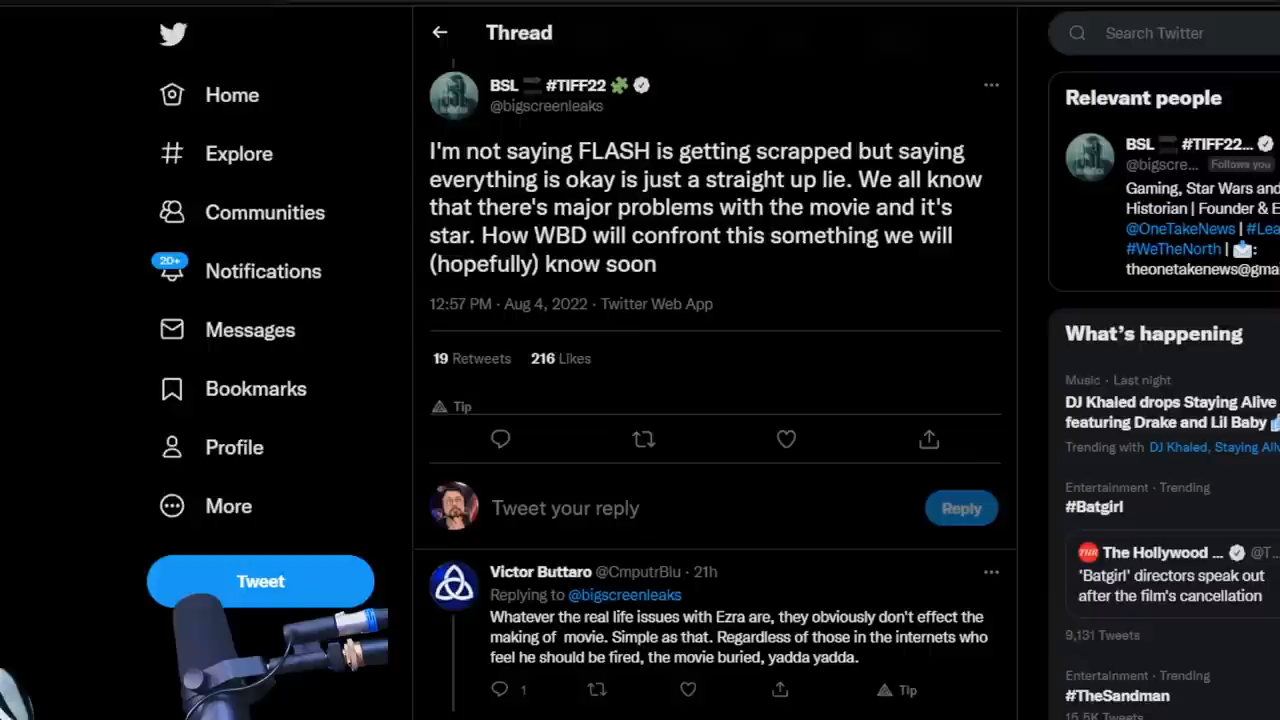 Home
Explore
Communities
20+
Notifications
Messages
Bookmarks
Profile
More
Tweet
Thread
BSL #TIFF22
@bigscreenleaks
I'm not saying FLASH is getting scrapped but saying
everything is okay is just a straight up lie. We all know
that there's major problems with the movie and it's
star. How WBD will confront this something we will
(hopefully) know soon
12:57 PM · Aug 4, 2022 · Twitter Web App
19 Retweets 216 Likes
Tip
Tweet your reply
Reply
Victor Buttaro @CmputrBlu · 21h
Replying to @bigscreenleaks
Whatever the real life issues with Ezra are, they obviously don't effect the
making of movie. Simple as that. Regardless of those in the internets who
feel he should be fired, the movie buried, yadda yadda.
1
Tip
Search Twitter
Relevant people
BSL #TIFF22...
@bigscre... Follows you
Gaming, Star Wars and
Historian | Founder & E
@OneTakeNews | #Lea
#WeTheNorth | :
theonetakenews@gma
What's happening
Music · Last night
DJ Khaled drops Staying Alive
featuring Drake and Lil Baby
Trending with DJ Khaled, Staying Aliv
Entertainment · Trending
#Batgirl
THR The Hollywood ... @T...
'Batgirl' directors speak out
after the film's cancellation
9,131 Tweets
Entertainment · Trending
#TheSandman
15.5K Tweets